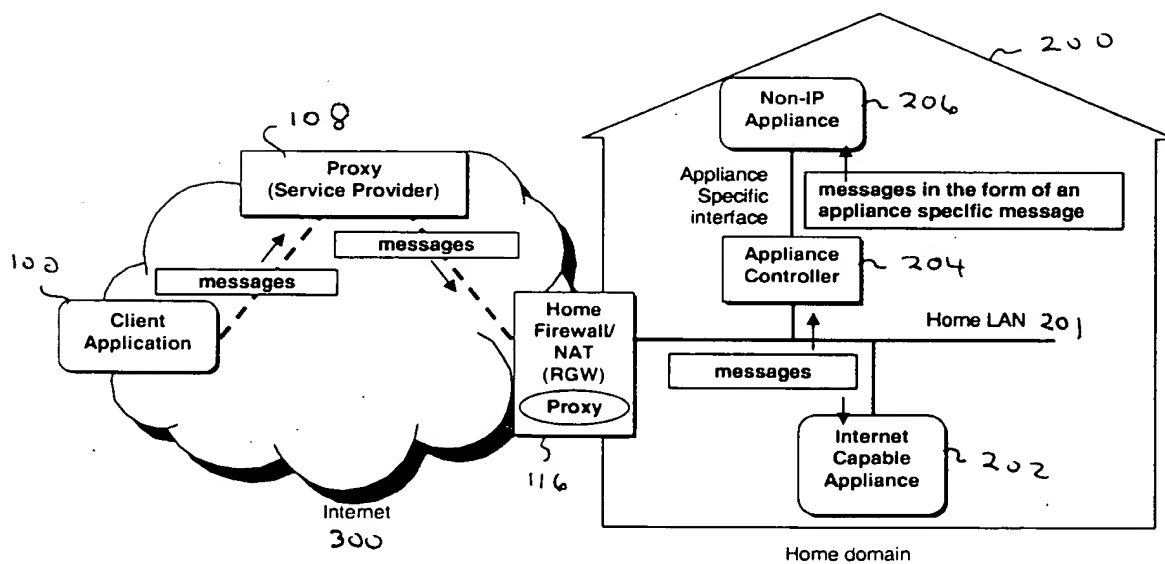 200
Non-IP
Appliance
206
108
Proxy
(Service Provider)
Appliance
Specific
interface
messages in the form of an
appliance specific message
messages
100
messages
Appliance
Controller
204
Client
Application
Home
Firewall/
NAT
(RGW)
Proxy
Home LAN 201
messages
Internet
Capable
Appliance
202
116
Internet
300
Home domain